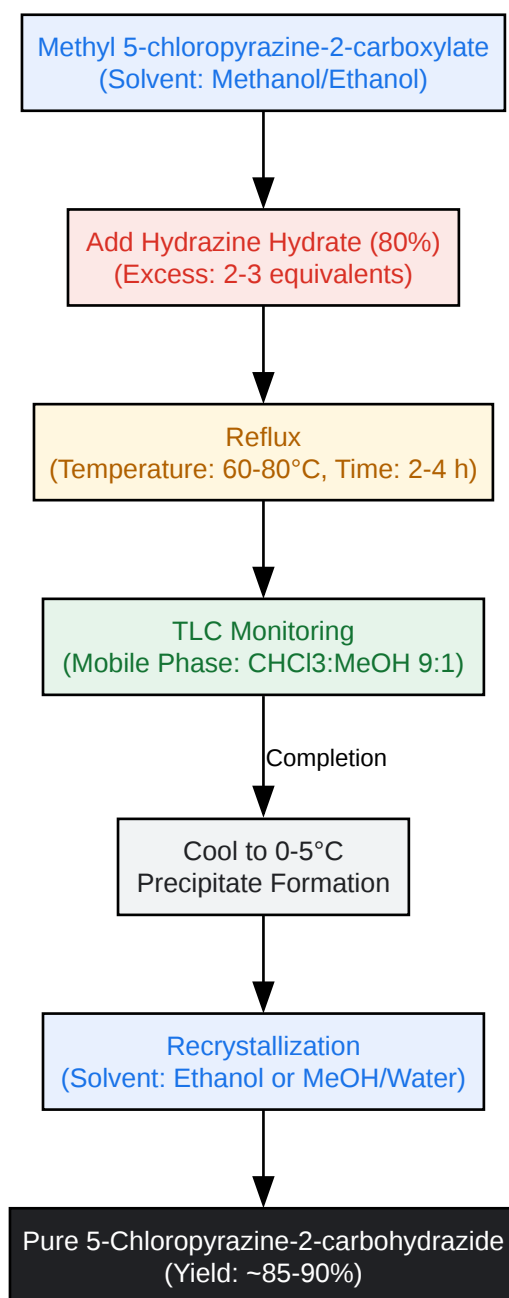 Methyl 5-chloropyrazine-2-carboxylate
(Solvent: Methanol/Ethanol)
Add Hydrazine Hydrate (80%)
(Excess: 2-3 equivalents)
Reflux
(Temperature: 60-80°C, Time: 2-4 h)
TLC Monitoring
(Mobile Phase: CHCl3:MeOH 9:1)
Completion
Cool to 0-5°C
Precipitate Formation
Recrystallization
(Solvent: Ethanol or MeOH/Water)
Pure 5-Chloropyrazine-2-carbohydrazide
(Yield: ~85-90%)